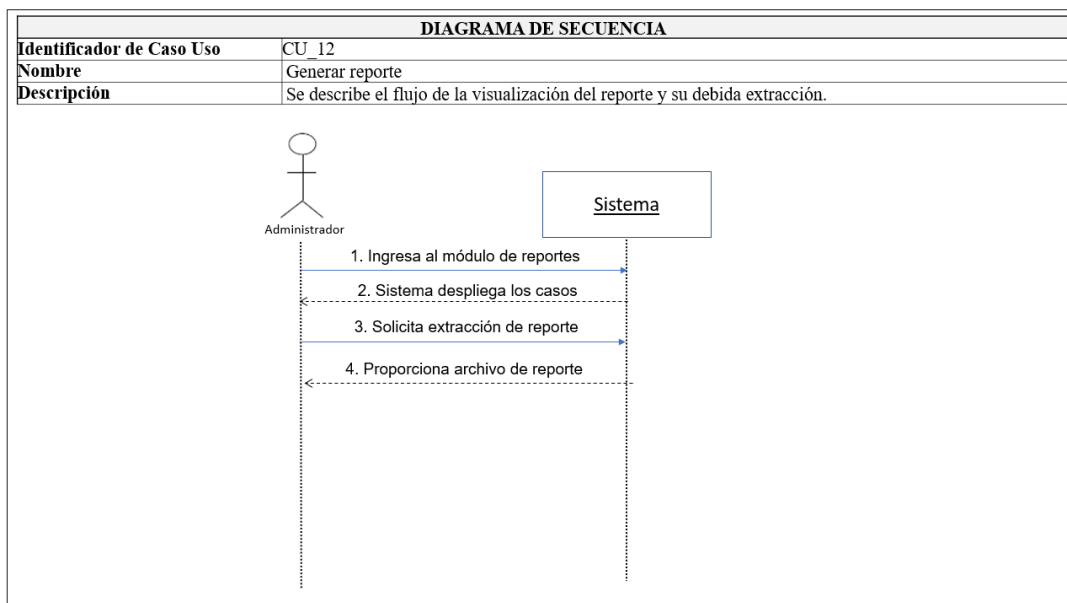 DIAGRAMA DE SECUENCIA
Identificador de Caso Uso CU_12
Nombre Generar reporte
Descripción Se describe el flujo de la visualización del reporte y su debida extracción.
Sistema
Administrador
1. Ingresa al módulo de reportes
2. Sistema despliega los casos
3. Solicita extracción de reporte
4. Proporciona archivo de reporte